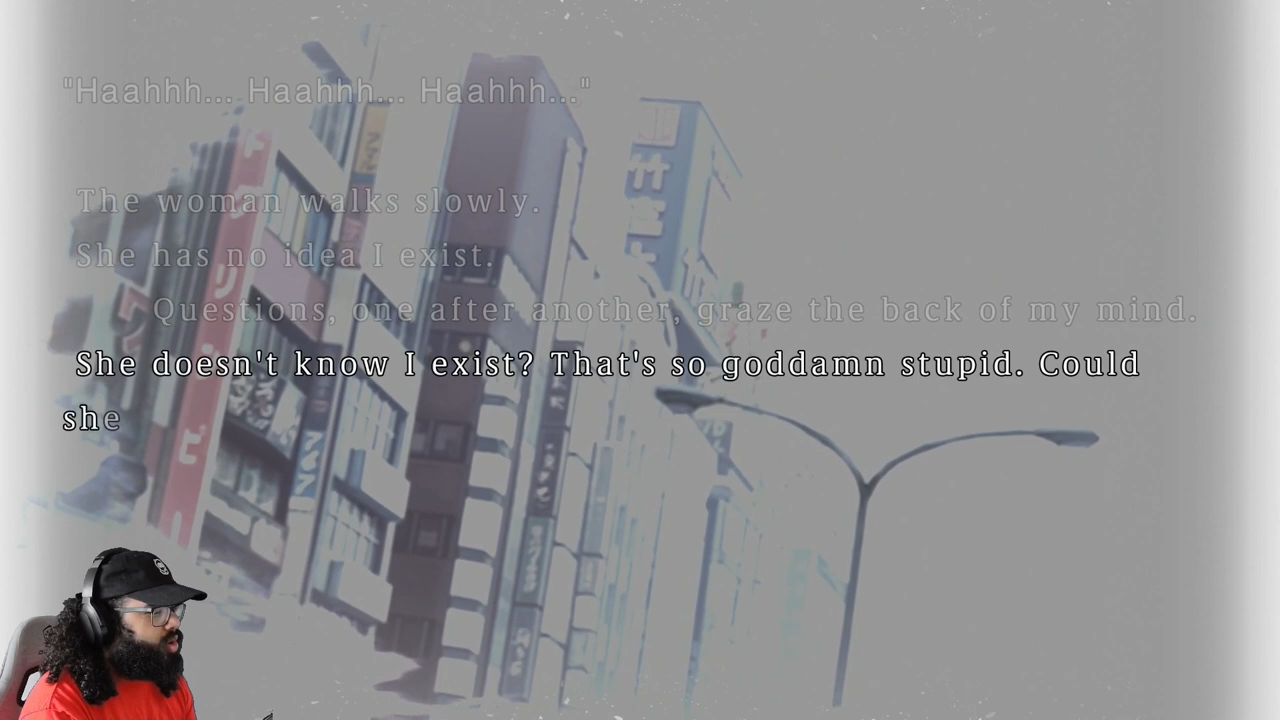 "Haahhh... Haahhh... Haahhh..."
The woman walks slowly.
She has no idea I exist.
Questions, one after another, graze the back of my mind.
She doesn't know I exist? That's so goddamn stupid. Could
she